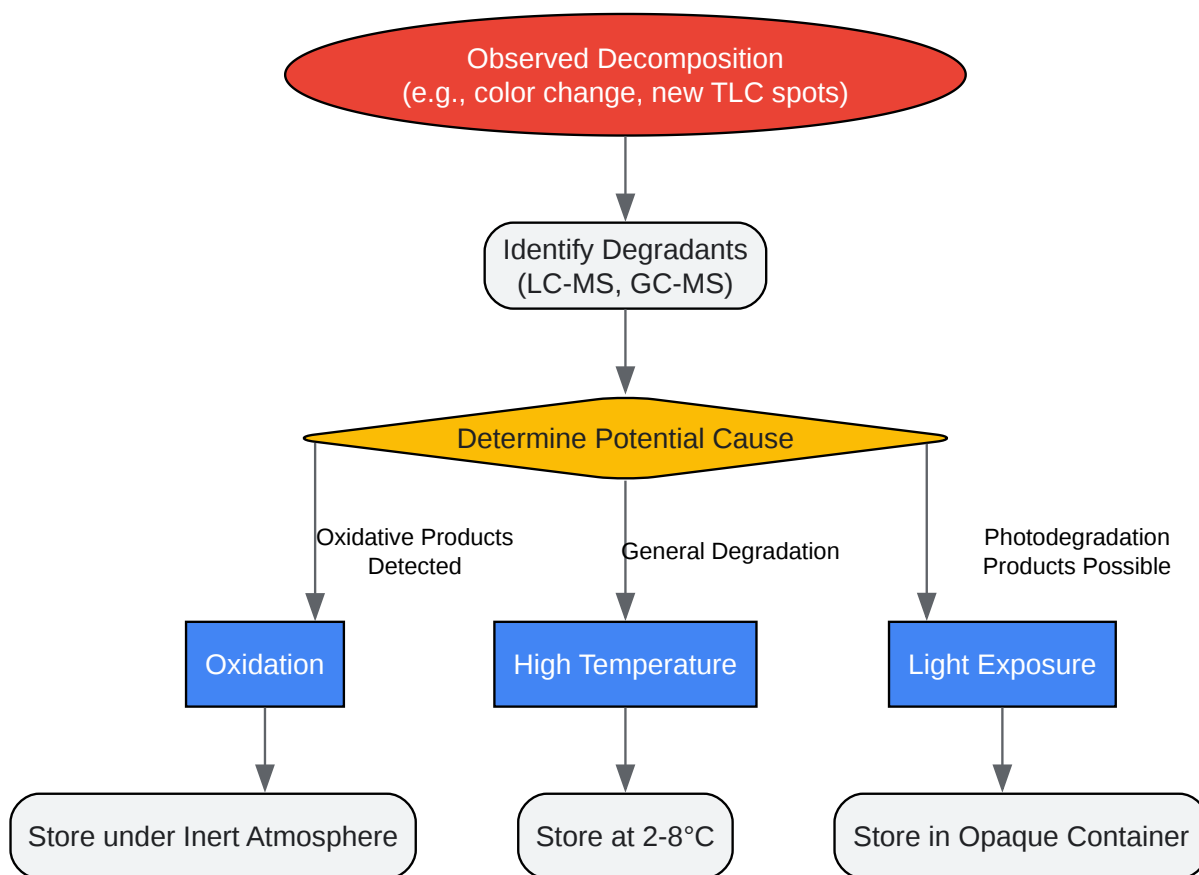 Observed Decomposition
(e.g., color change, new TLC spots)
Identify Degradants
(LC-MS, GC-MS)
Determine Potential Cause
Oxidative Products
Detected
General Degradation
Photodegradation
Products Possible
Oxidation
High Temperature
Light Exposure
Store under Inert Atmosphere
Store at 2-8°C
Store in Opaque Container